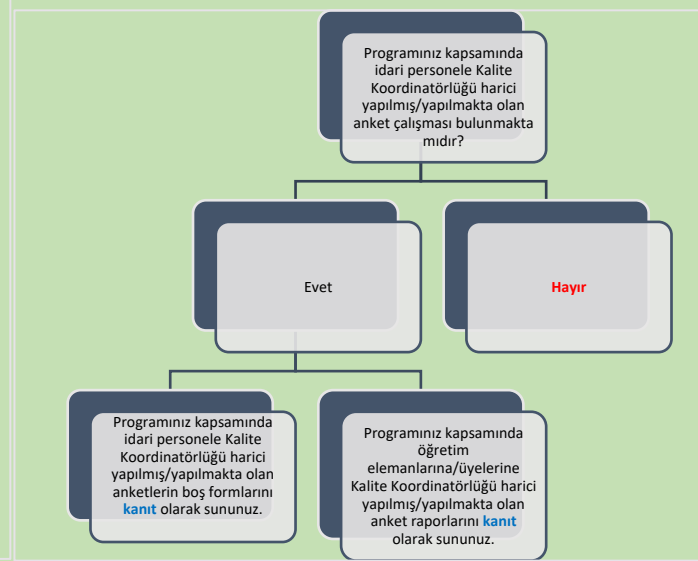 Programınız kapsamında
idari personele Kalite
Koordinatörlüğü harici
yapılmış/yapılmakta olan
anket çalışması bulunmakta
mıdır?
Evet
Hayır
Programınız kapsamında
idari personele Kalite
Koordinatörlüğü harici
yapılmış/yapılmakta olan
anketlerin boş formlarını
kanıt olarak sununuz.
Programınız kapsamında
öğretim
elemanlarına/üyelerine
Kalite Koordinatörlüğü harici
yapılmış/yapılmakta olan
anket raporlarını kanıt
olarak sununuz.